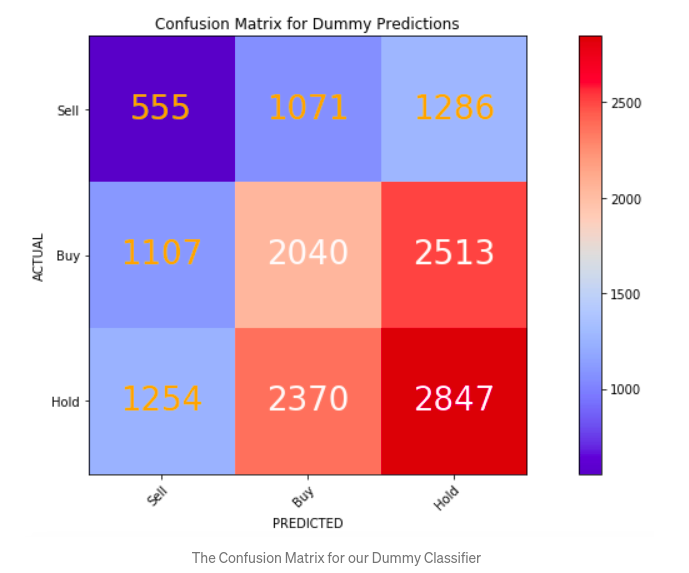 Confusion Matrix for Dummy Predictions
Sell 555 1071 1286
Buy 1107 2040 2513
Hold 1254 2370 2847
ACTUAL
Sell Buy Hold
PREDICTED
2500
2000
1500
1000
The Confusion Matrix for our Dummy Classifier